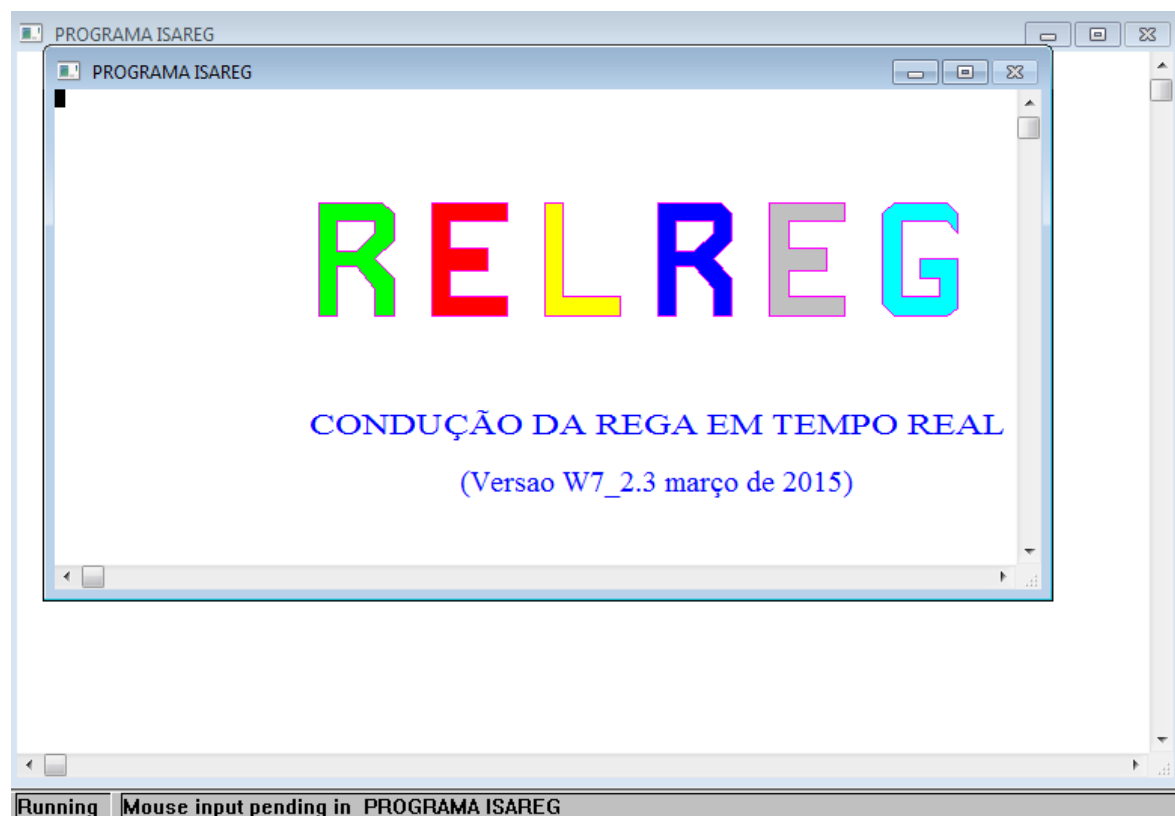 PROGRAMA ISAREG
PROGRAMA ISAREG
RELREG
CONDUÇÃO DA REGA EM TEMPO REAL
(Versao W7_2.3 março de 2015)
Running Mouse input pending in PROGRAMA ISAREG